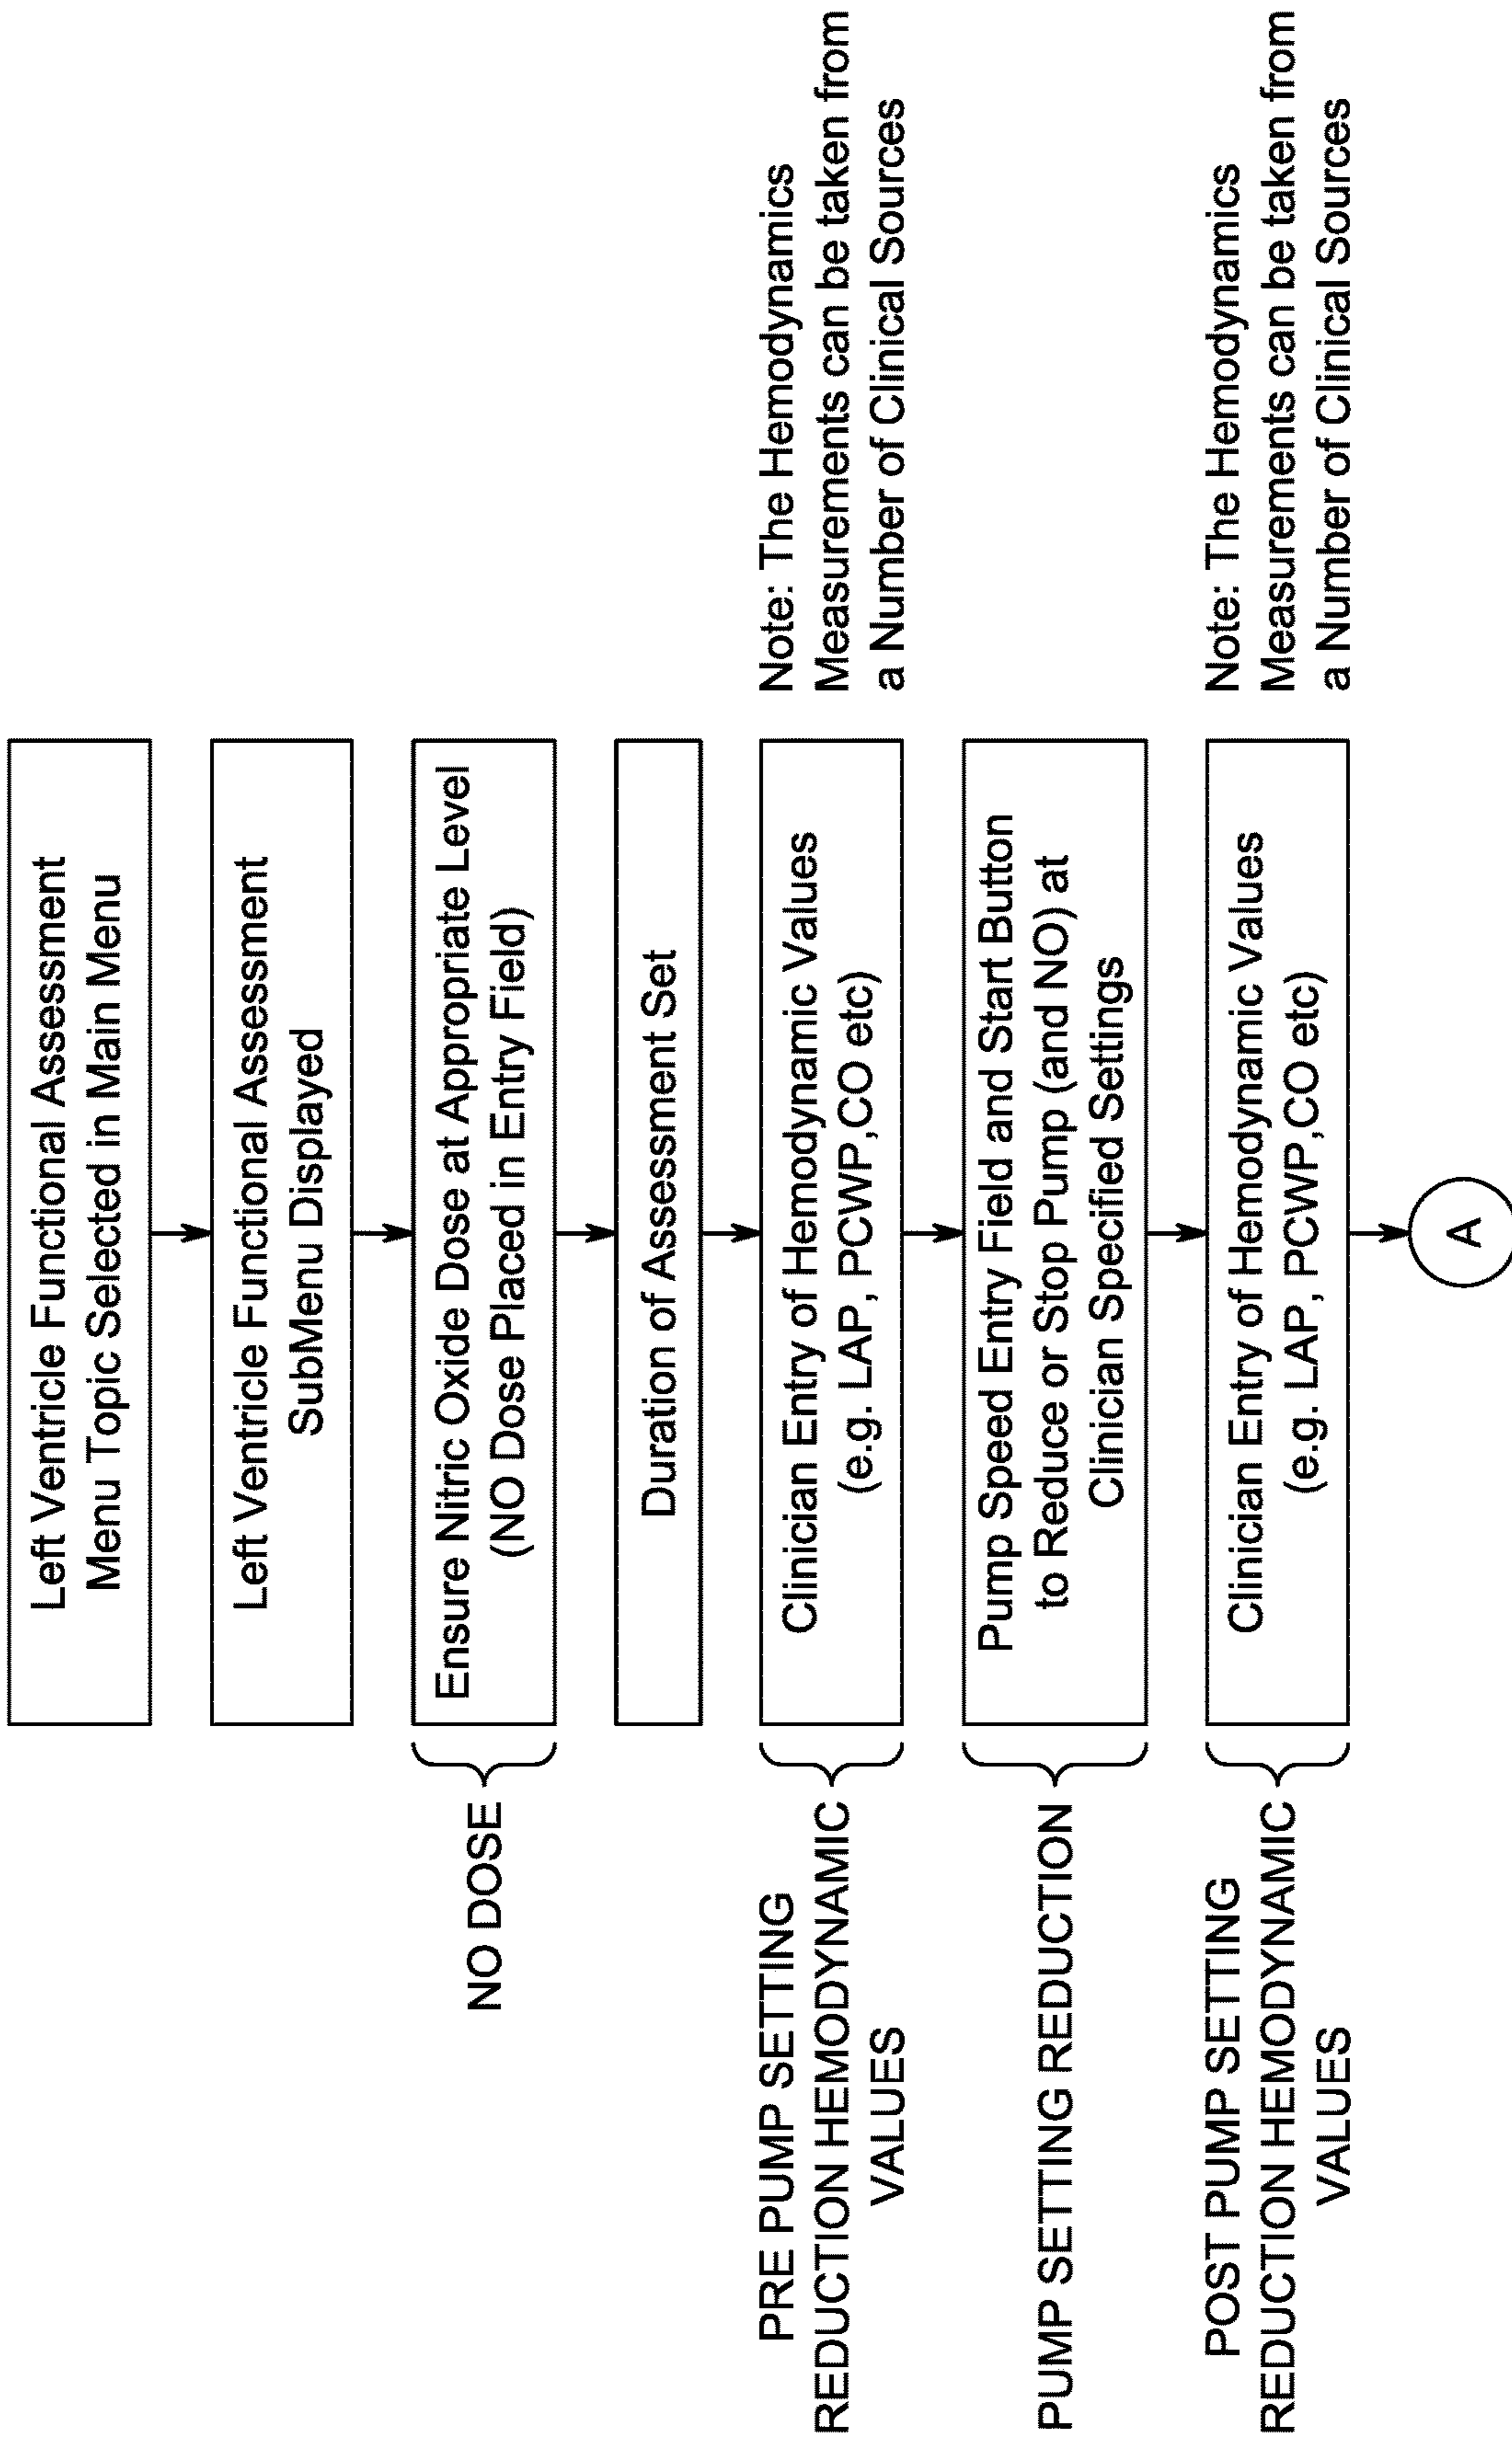 Left Ventricle Functional Assessment
Menu Topic Selected in Main Menu
Left Ventricle Functional Assessment
SubMenu Displayed
NO DOSE
Ensure Nitric Oxide Dose at Appropriate Level
(NO Dose Placed in Entry Field)
Duration of Assessment Set
PRE PUMP SETTING
REDUCTION HEMODYNAMIC
VALUES
Clinician Entry of Hemodynamic Values
(e.g. LAP, PCWP,CO etc)
Note: The Hemodynamics
Measurements can be taken from
a Number of Clinical Sources
PUMP SETTING REDUCTION
Pump Speed Entry Field and Start Button
to Reduce or Stop Pump (and NO) at
Clinician Specified Settings
POST PUMP SETTING
REDUCTION HEMODYNAMIC
VALUES
Clinician Entry of Hemodynamic Values
(e.g. LAP, PCWP,CO etc)
Note: The Hemodynamics
Measurements can be taken from
a Number of Clinical Sources
A